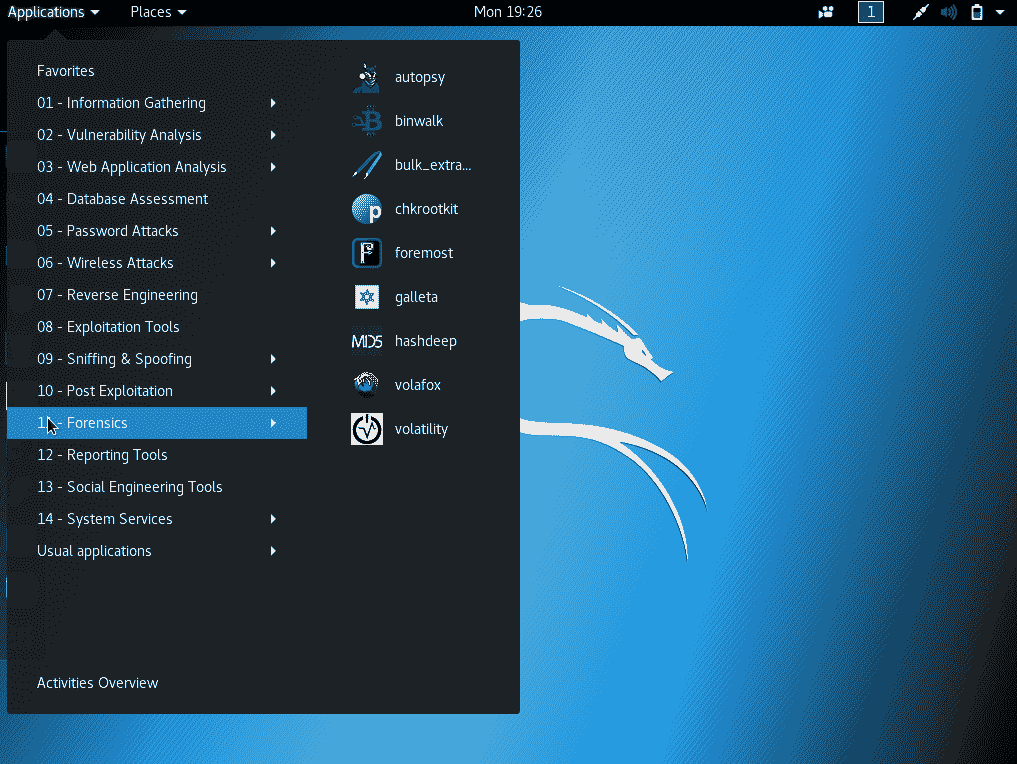 Applications Places Mon 19:26 1
Favorites
01 - Information Gathering
02 - Vulnerability Analysis
03 - Web Application Analysis
04 - Database Assessment
05 - Password Attacks
06 - Wireless Attacks
07 - Reverse Engineering
08 - Exploitation Tools
09 - Sniffing & Spoofing
10 - Post Exploitation
- Forensics
12 - Reporting Tools
13 - Social Engineering Tools
14 - System Services
Usual applications
Activities Overview
autopsy
binwalk
bulk_extra...
chkrootkit
p
foremost
F
galleta
MD5 hashdeep
volafox
volatility